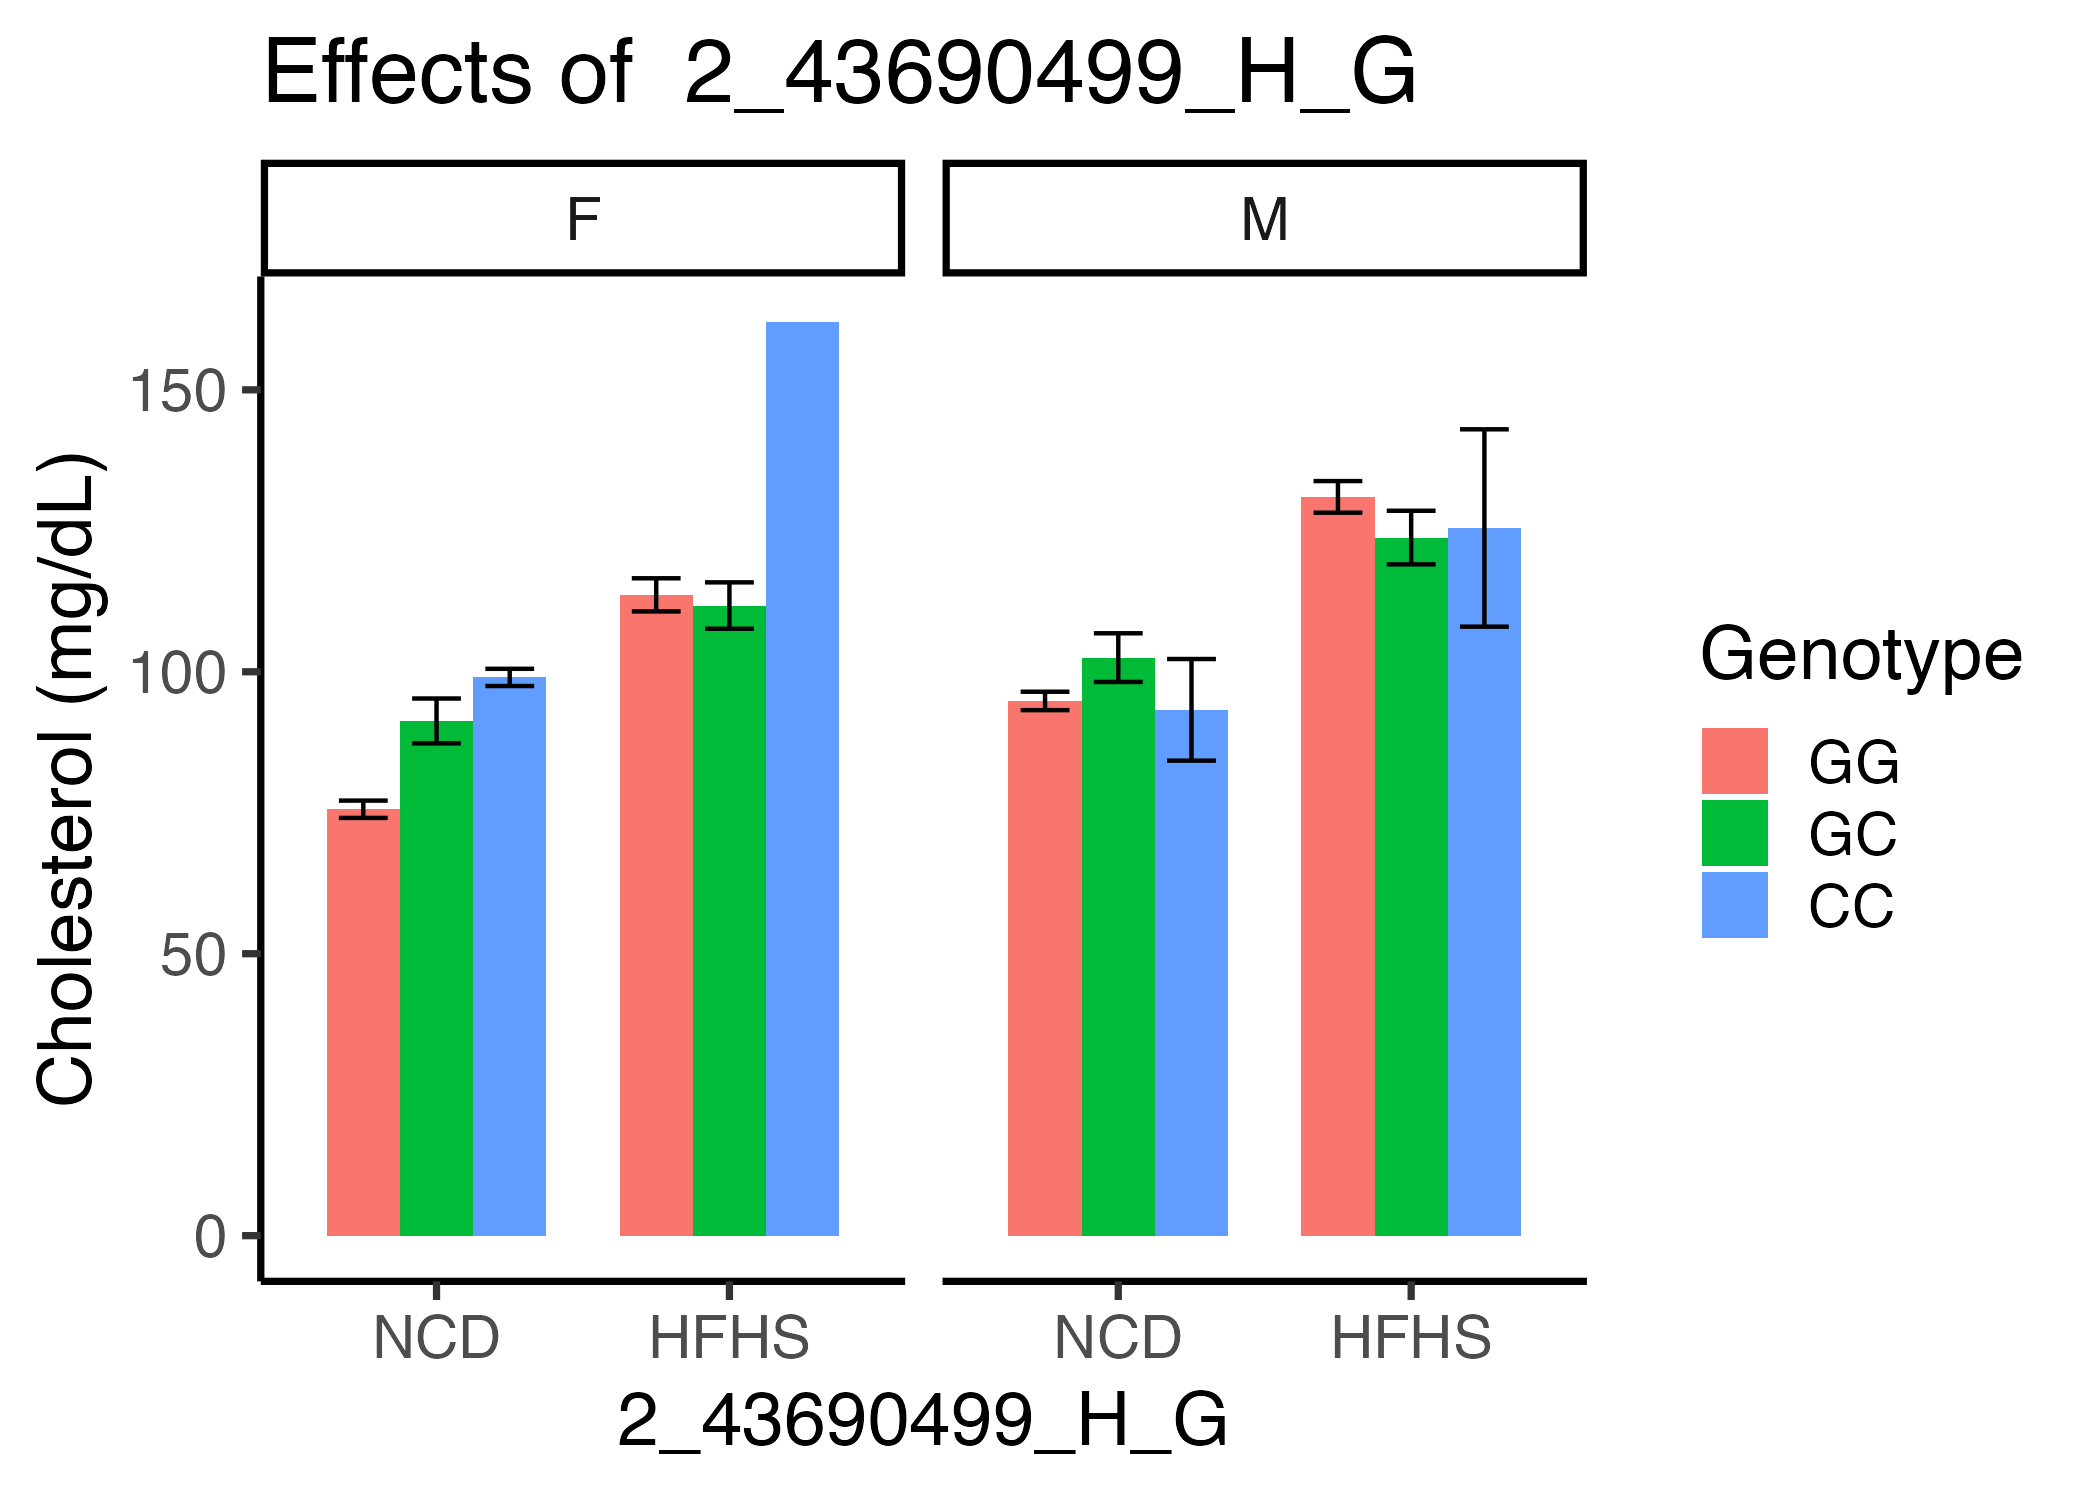 Effects of  2_43690499_H_G
F
M
Cholesterol (mg/dL)
150
100
50
0
NCD
HFHS
NCD
HFHS
2_43690499_H_G
Genotype
GG
GC
CC